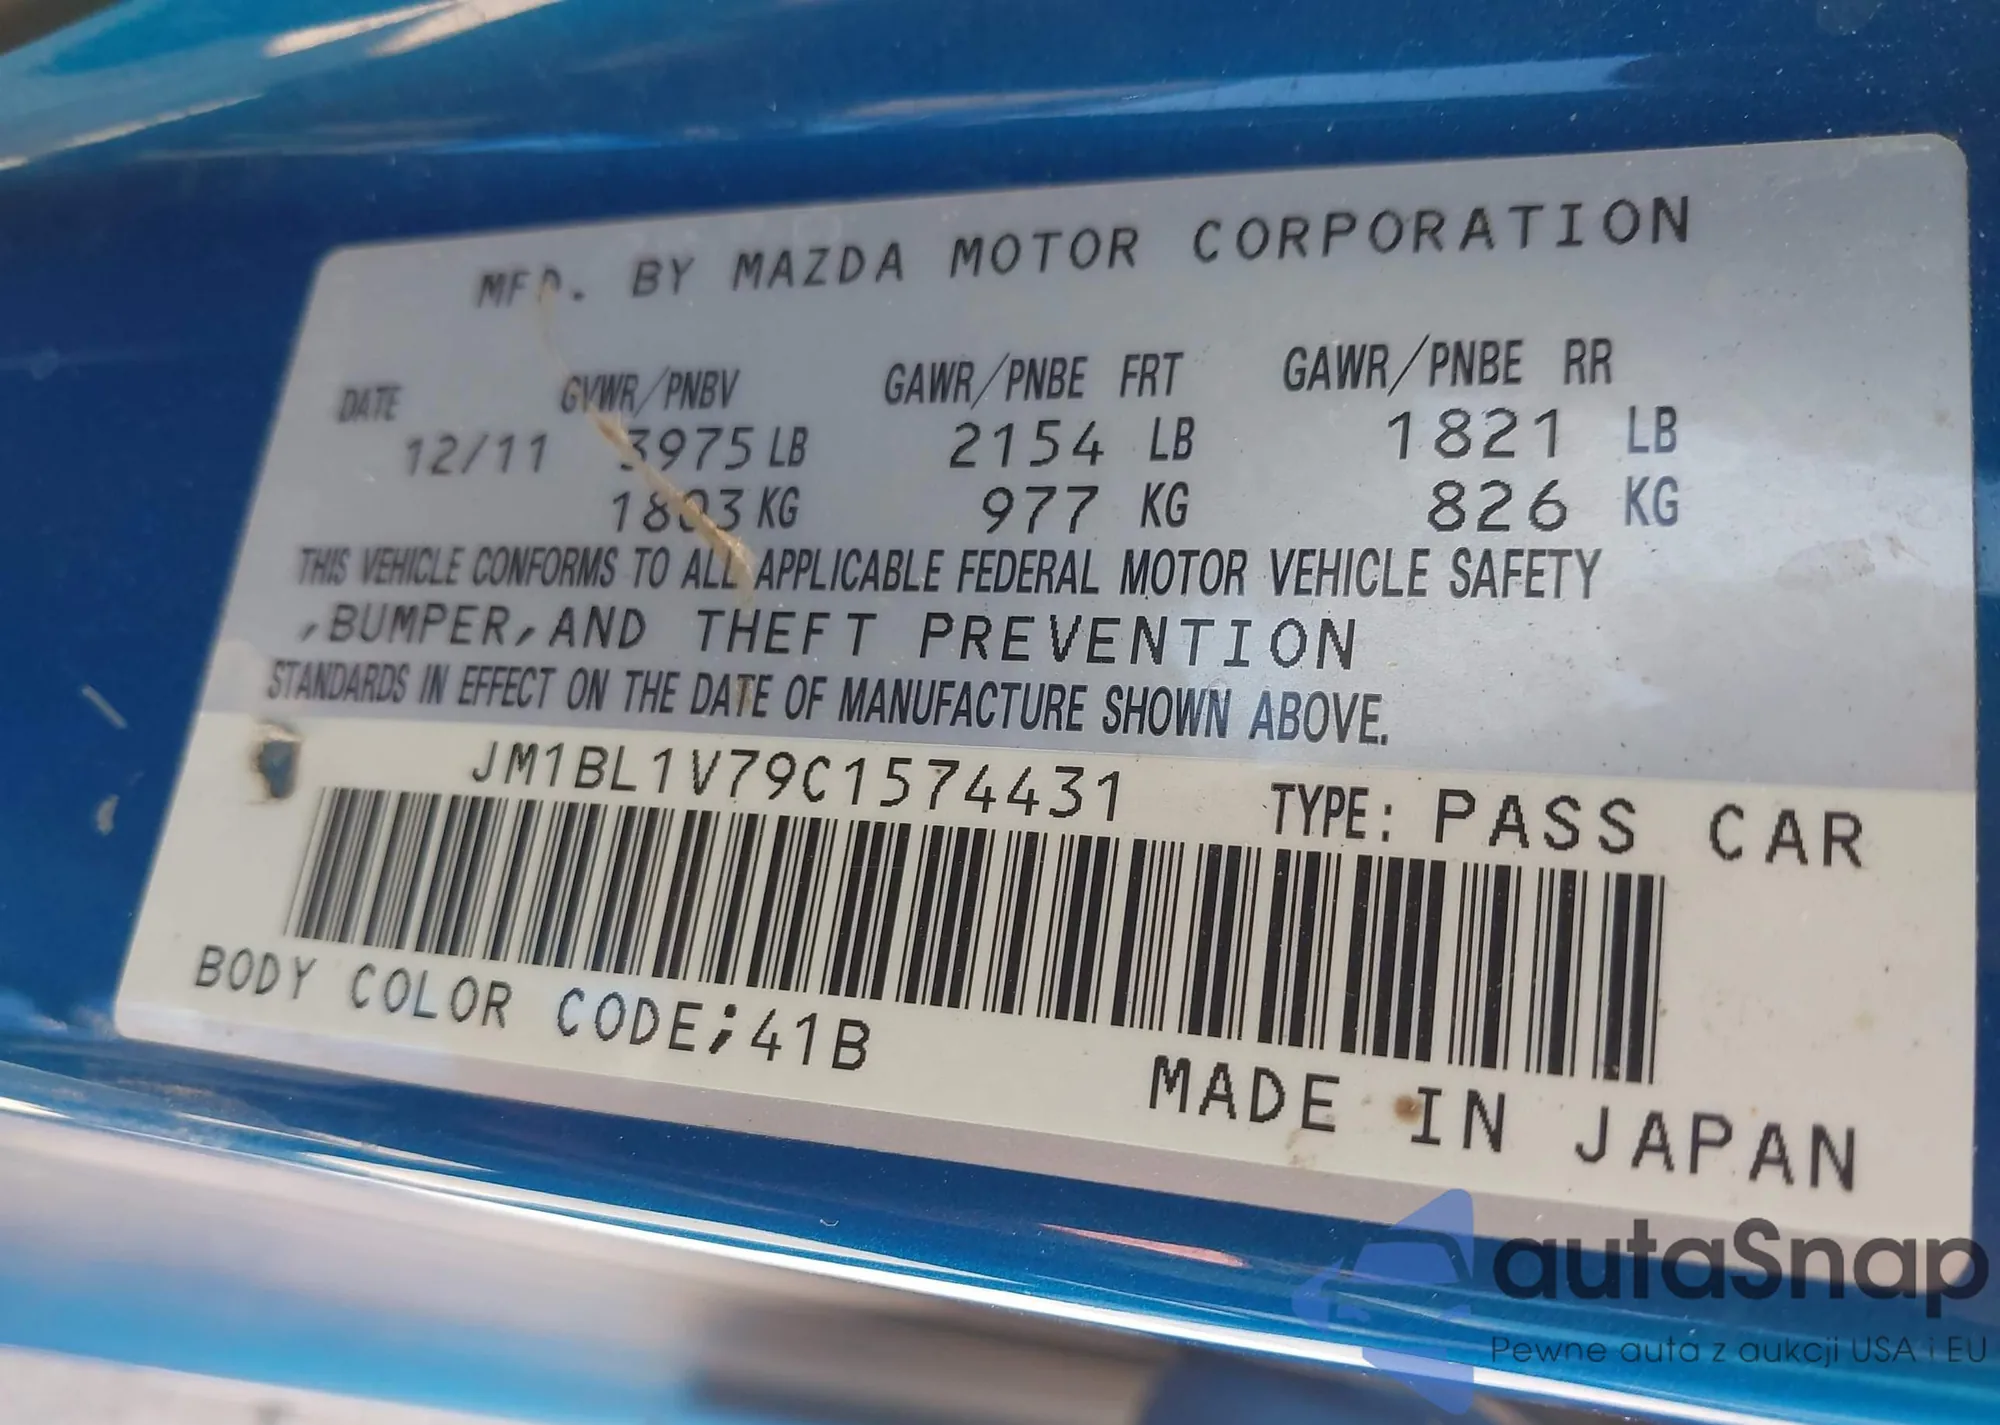 MFD. BY MAZDA MOTOR CORPORATION
DATE GVWR/PNBV GAWR/PNBE FRT GAWR/PNBE RR
12/11 3975 LB 2154 LB 1821 LB
1803 KG 977 KG 826 KG
THIS VEHICLE CONFORMS TO ALL APPLICABLE FEDERAL MOTOR VEHICLE SAFETY
,BUMPER,AND THEFT PREVENTION
STANDARDS IN EFFECT ON THE DATE OF MANUFACTURE SHOWN ABOVE.
JM1BL1V79C1574431 TYPE: PASS CAR
BODY COLOR CODE;41B
MADE IN JAPAN
autaSnap
Pewne auta z aukcji USA i EU